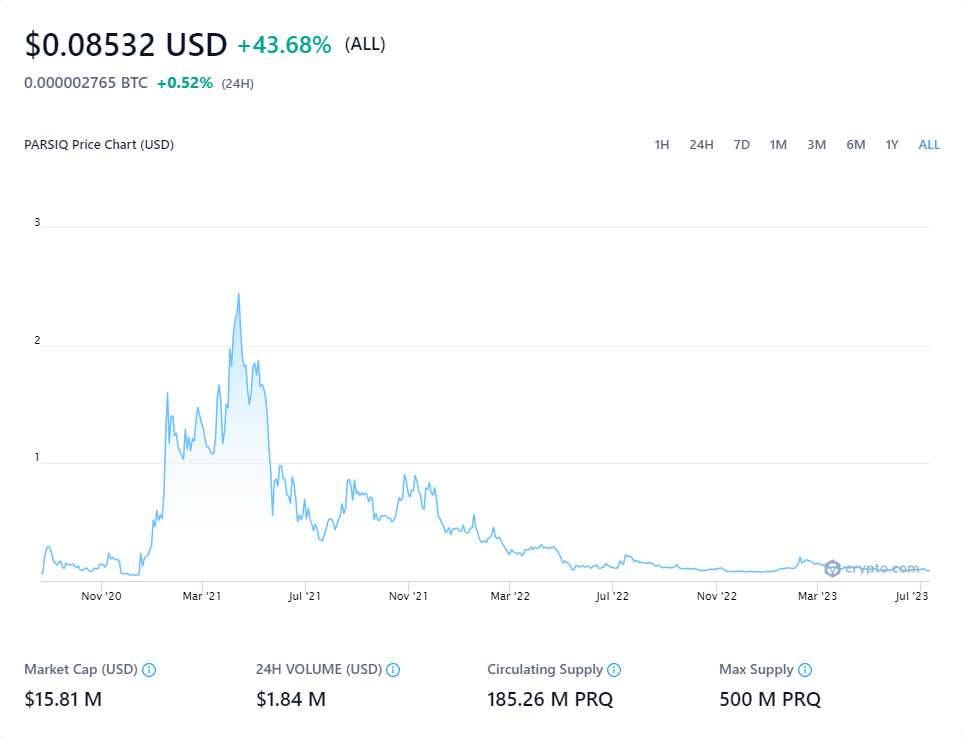 $0.08532 USD +43.68% (ALL)
0.000002765 BTC +0.52% (24H)
PARSIQ Price Chart (USD) 1H 24H 7D 1M 3M 6M 1Y ALL
3
2
1
crypto.com
Nov '20 Mar '21 Jul '21 Nov '21 Mar '22 Jul '22 Nov '22 Mar '23 Jul '23
Market Cap (USD) 24H VOLUME (USD) Circulating Supply Max Supply
$15.81 M $1.84 M 185.26 M PRQ 500 M PRQ